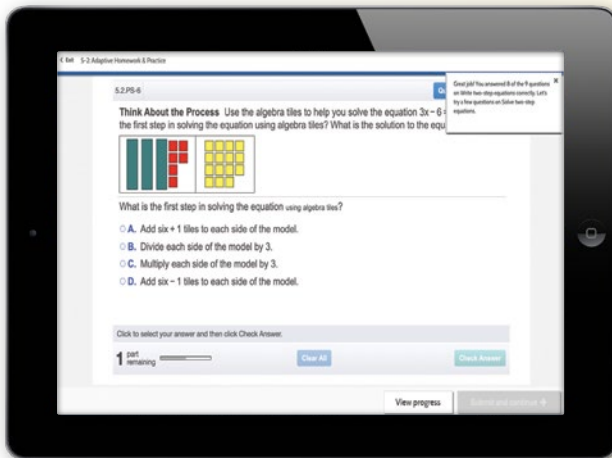 < Exit 5-2: Adaptive Homework & Practice
5.2.PS-6
Qu
Great job! You answered 8 of the 9 questions
on Write two-step equations correctly. Let's
try a few questions on Solve two-step
equations.
×
Think About the Process Use the algebra tiles to help you solve the equation 3x − 6 =
the first step in solving the equation using algebra tiles? What is the solution to the equ
What is the first step in solving the equation using algebra tiles?
A. Add six + 1 tiles to each side of the model.
B. Divide each side of the model by 3.
C. Multiply each side of the model by 3.
D. Add six − 1 tiles to each side of the model.
Click to select your answer and then click Check Answer.
1 part remaining
Clear All
Check Answer
View progress
Submit and continue